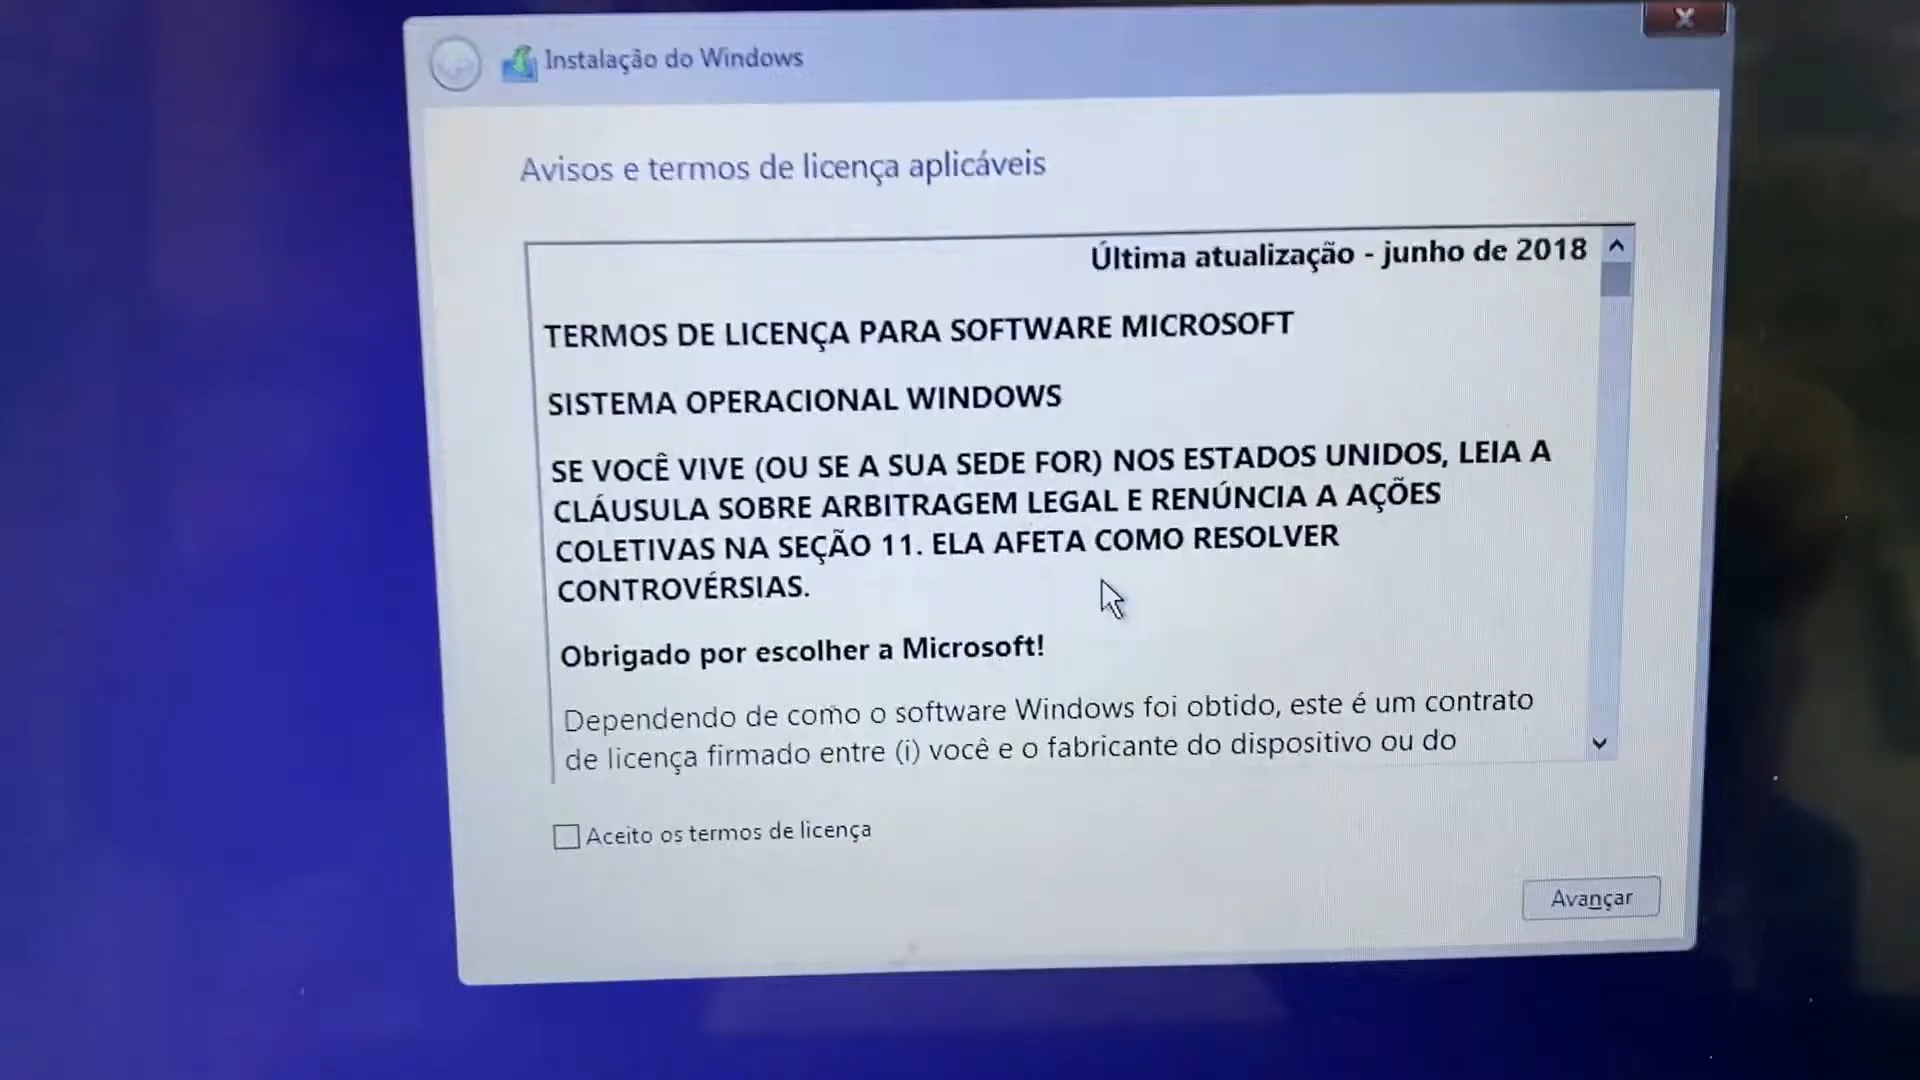 Instalação do Windows
Avisos e termos de licença aplicáveis
Última atualização - junho de 2018
TERMOS DE LICENÇA PARA SOFTWARE MICROSOFT
SISTEMA OPERACIONAL WINDOWS
SE VOCÊ VIVE (OU SE A SUA SEDE FOR) NOS ESTADOS UNIDOS, LEIA A
CLÁUSULA SOBRE ARBITRAGEM LEGAL E RENÚNCIA A AÇÕES
COLETIVAS NA SEÇÃO 11. ELA AFETA COMO RESOLVER
CONTROVÉRSIAS.
Obrigado por escolher a Microsoft!
Dependendo de como o software Windows foi obtido, este é um contrato
de licença firmado entre (i) você e o fabricante do dispositivo ou do
Aceito os termos de licença
Avançar